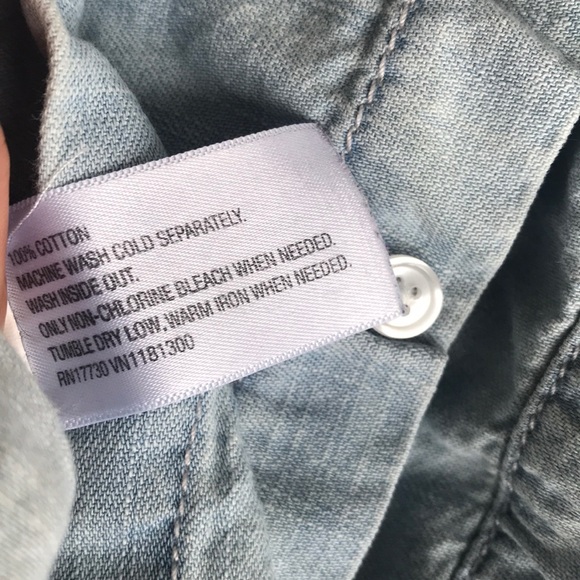 100% COTTON
MACHINE WASH COLD SEPARATELY.
WASH INSIDE OUT.
ONLY NON-CHLORINE BLEACH WHEN NEEDED.
TUMBLE DRY LOW, WARM IRON WHEN NEEDED.
RN17730 VN1181300